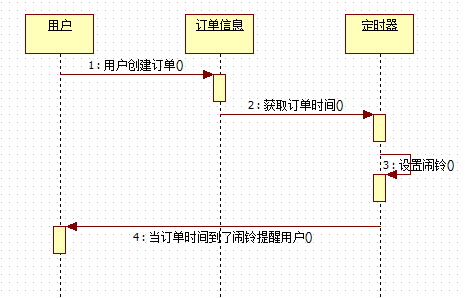 用户
订单信息
定时器
1 : 用户创建订单()
2 : 获取订单时间()
3 : 设置闹铃()
4 : 当订单时间到了闹铃提醒用户()